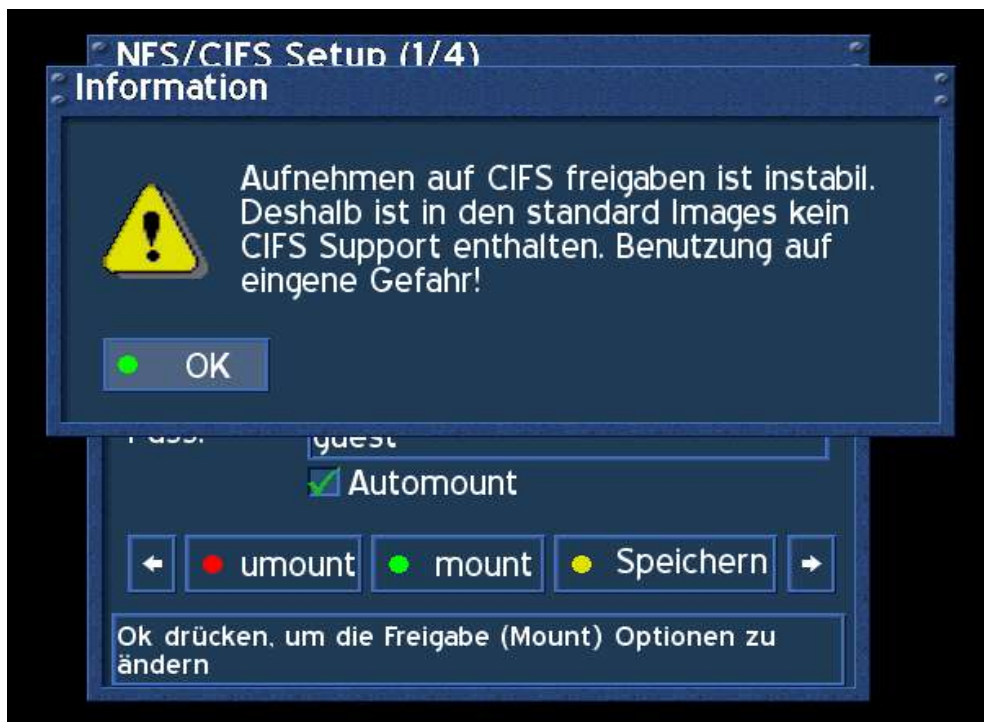 NFS/CIFS Setup (1/4)
Information
Aufnehmen auf CIFS freigaben ist instabil.
Deshalb ist in den standard Images kein
CIFS Support enthalten. Benutzung auf
eingene Gefahr!
OK
Pass:
guest
Automount
umount mount Speichern
Ok drücken, um die Freigabe (Mount) Optionen zu
ändern